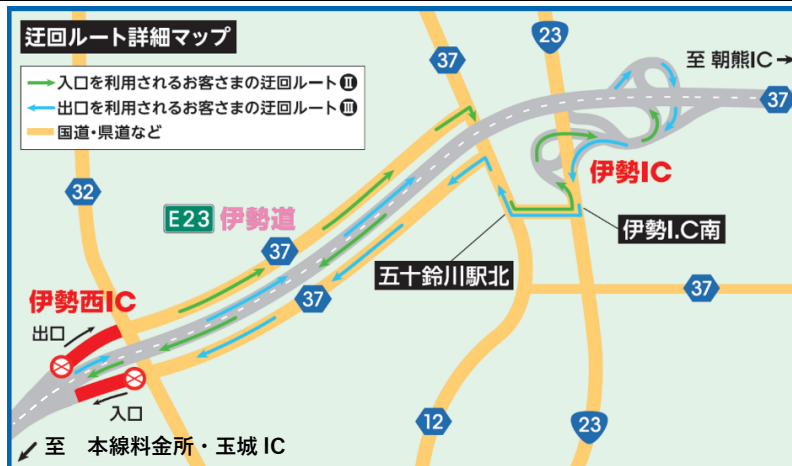 迂回ルート詳細マップ
入口を利用されるお客さまの迂回ルートⅡ
出口を利用されるお客さまの迂回ルートⅢ
国道・県道など
37
23
至 朝熊IC→
37
32
E23 伊勢道
37
伊勢IC
伊勢I.C南
五十鈴川駅北
37
37
伊勢西IC
出口
入口
12
23
至 本線料金所・玉城 IC